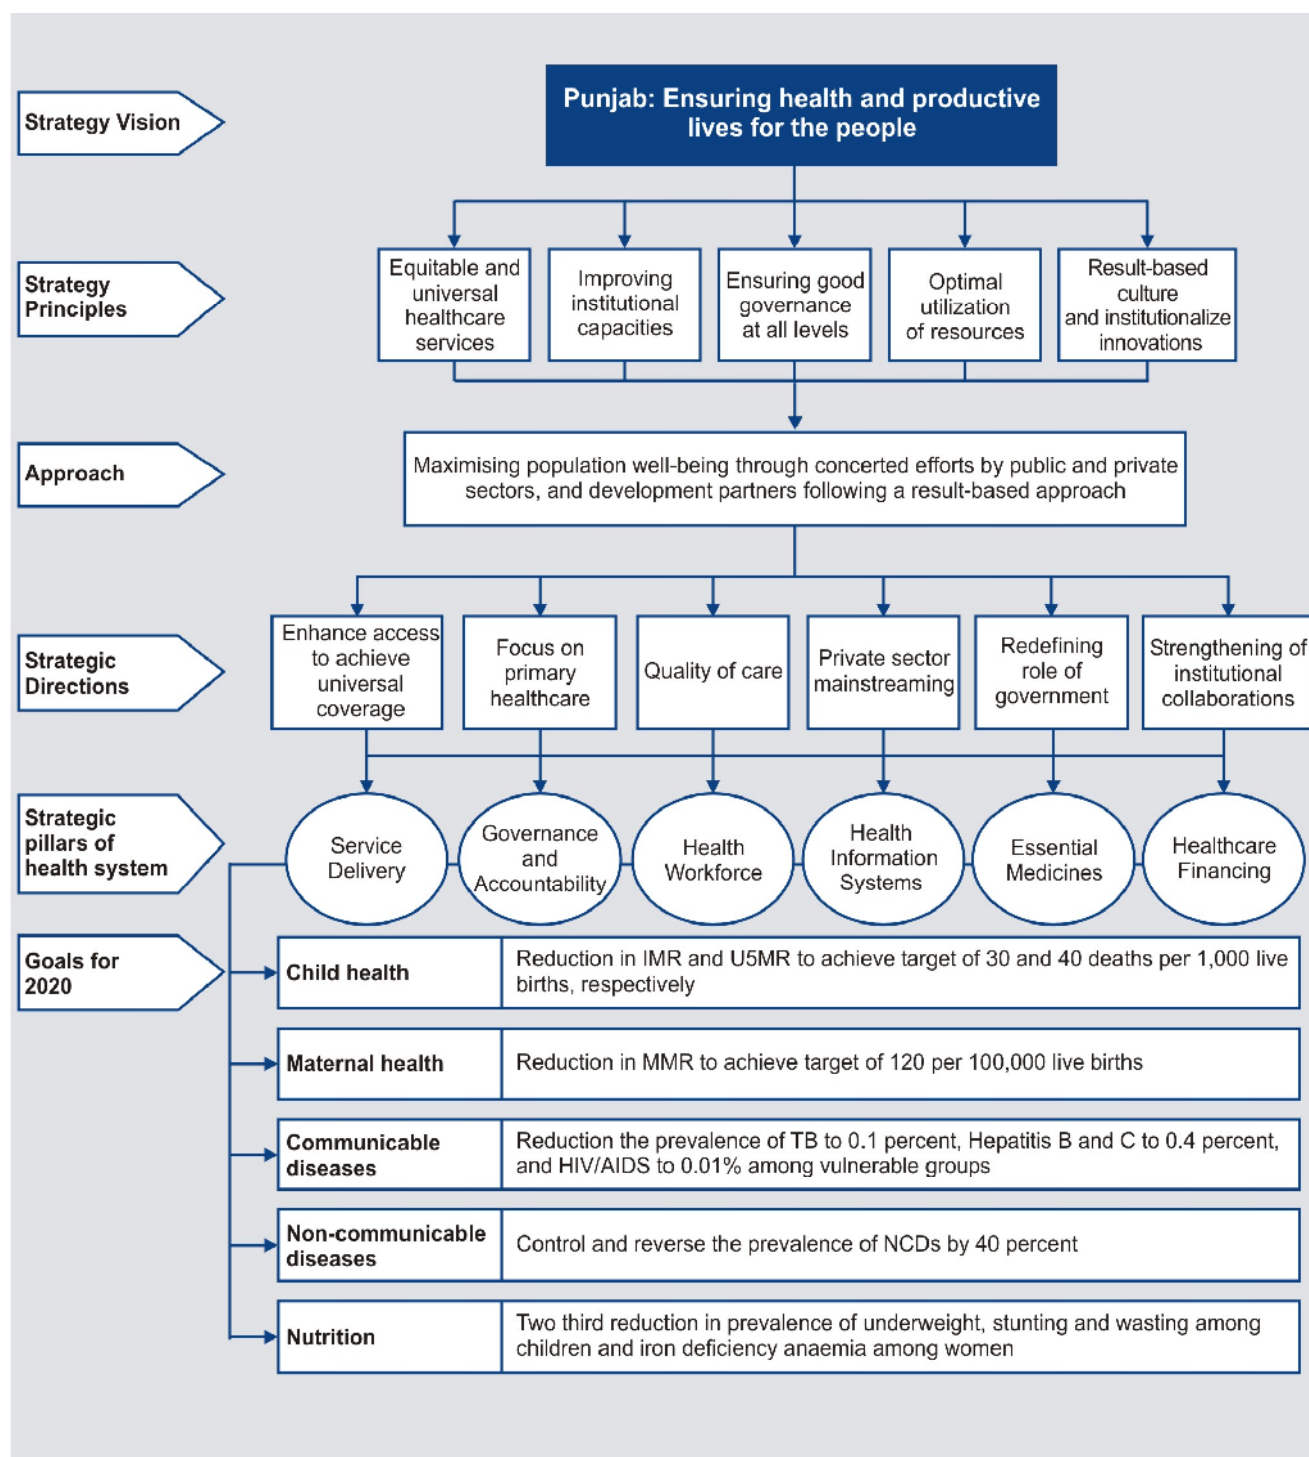 Strategy Vision
Punjab: Ensuring health and productive
lives for the people
Strategy
Principles
Equitable and
universal
healthcare
services
Improving
institutional
capacities
Ensuring good
governance
at all levels
Optimal
utilization
of resources
Result-based
culture
and institutionalize
innovations
Approach
Maximising population well-being through concerted efforts by public and private
sectors, and development partners following a result-based approach
Strategic
Directions
Enhance access
to achieve
universal
coverage
Focus on
primary
healthcare
Quality of care
Private sector
mainstreaming
Redefining
role of
government
Strengthening of
institutional
collaborations
Strategic
pillars of
health system
Service
Delivery
Governance
and
Accountability
Health
Workforce
Health
Information
Systems
Essential
Medicines
Healthcare
Financing
Goals for
2020
Child health
Reduction in IMR and U5MR to achieve target of 30 and 40 deaths per 1,000 live
births, respectively
Maternal health
Reduction in MMR to achieve target of 120 per 100,000 live births
Communicable
diseases
Reduction the prevalence of TB to 0.1 percent, Hepatitis B and C to 0.4 percent,
and HIV/AIDS to 0.01% among vulnerable groups
Non-communicable
diseases
Control and reverse the prevalence of NCDs by 40 percent
Nutrition
Two third reduction in prevalence of underweight, stunting and wasting among
children and iron deficiency anaemia among women